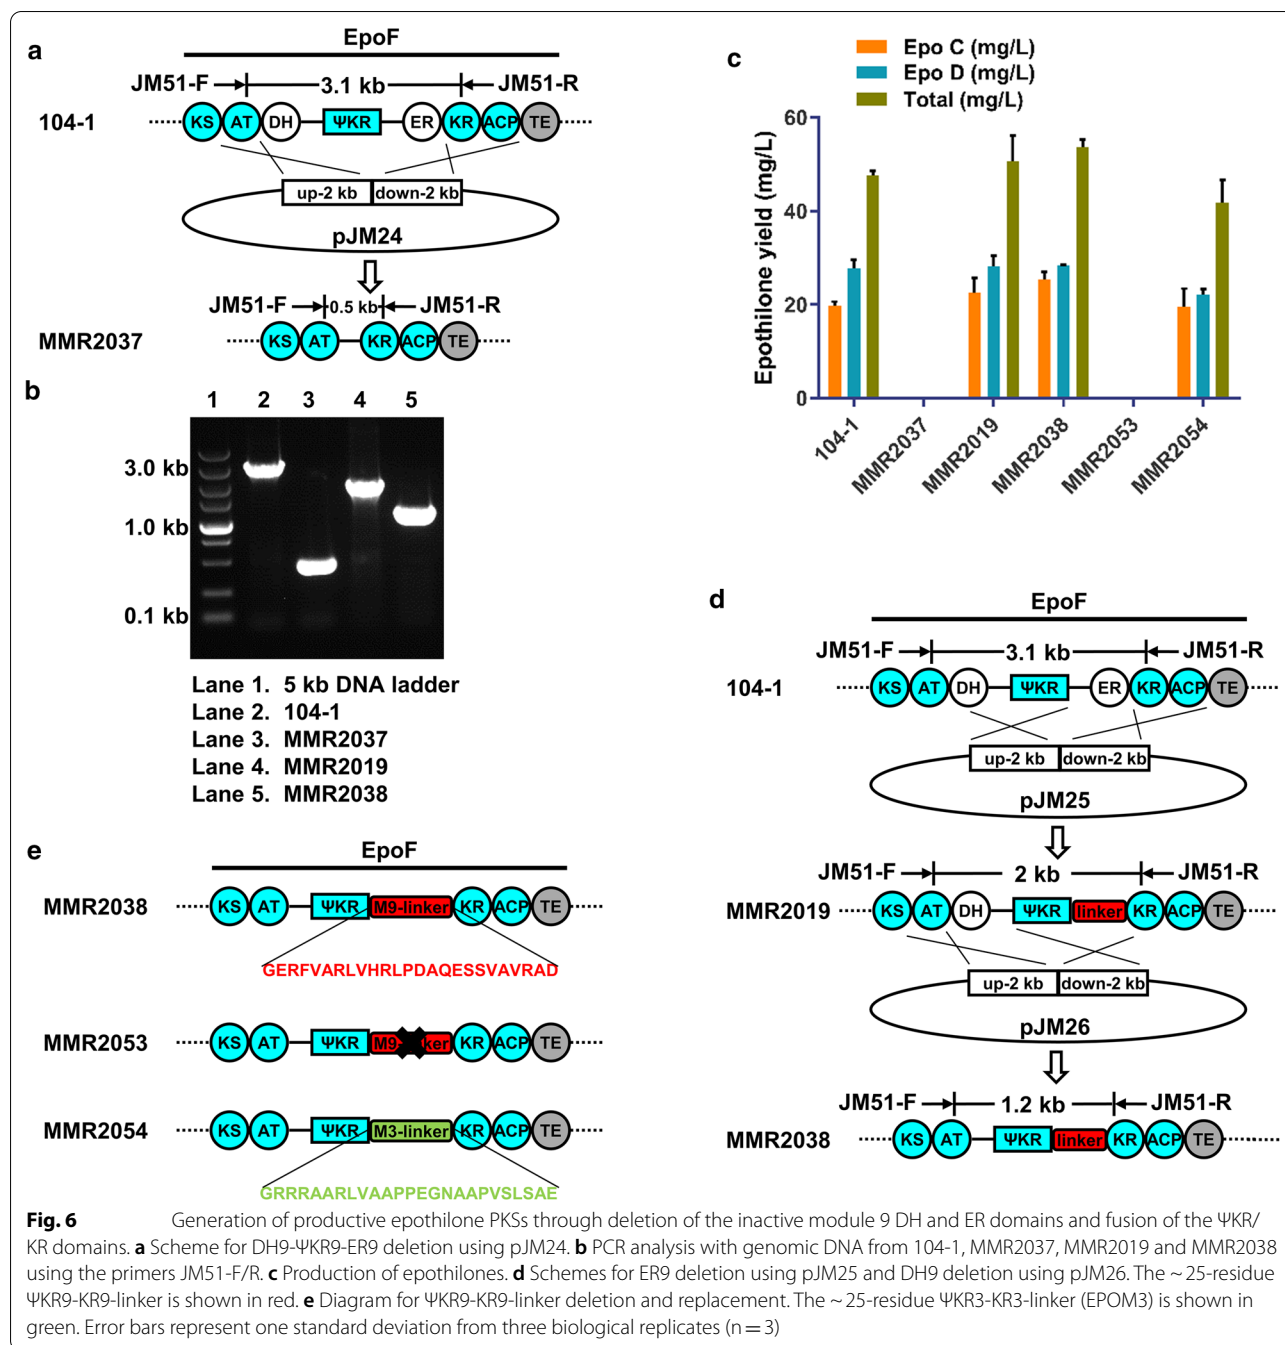 a
EpoF
JM51-F 3.1 kb JM51-R
104-1 KS AT DH ΨKR ER KR ACP TE
up-2 kb down-2 kb
pJM24
JM51-F 0.5 kb JM51-R
MMR2037 KS AT KR ACP TE
b
1 2 3 4 5
3.0 kb
1.0 kb
0.1 kb
Lane 1. 5 kb DNA ladder
Lane 2. 104-1
Lane 3. MMR2037
Lane 4. MMR2019
Lane 5. MMR2038
c
Epo C (mg/L)
Epo D (mg/L)
Total (mg/L)
Epothilone yield (mg/L)
60
40
20
0
104-1 MMR2037 MMR2019 MMR2038 MMR2053 MMR2054
d
EpoF
JM51-F 3.1 kb JM51-R
104-1 KS AT DH ΨKR ER KR ACP TE
up-2 kb down-2 kb
pJM25
JM51-F 2 kb JM51-R
MMR2019 KS AT DH ΨKR linker KR ACP TE
up-2 kb down-2 kb
pJM26
JM51-F 1.2 kb JM51-R
MMR2038 KS AT ΨKR linker KR ACP TE
e
EpoF
MMR2038 KS AT ΨKR M9-linker KR ACP TE
GERFVARLVHRLPDAQESSVAVRAD
MMR2053 KS AT ΨKR M9 ker KR ACP TE
MMR2054 KS AT ΨKR M3-linker KR ACP TE
GRRRAARLVAAPPEGNAAPVSLSAE
Fig. 6 Generation of productive epothilone PKSs through deletion of the inactive module 9 DH and ER domains and fusion of the ΨKR/
KR domains. a Scheme for DH9-ΨKR9-ER9 deletion using pJM24. b PCR analysis with genomic DNA from 104-1, MMR2037, MMR2019 and MMR2038
using the primers JM51-F/R. c Production of epothilones. d Schemes for ER9 deletion using pJM25 and DH9 deletion using pJM26. The ~25-residue
ΨKR9-KR9-linker is shown in red. e Diagram for ΨKR9-KR9-linker deletion and replacement. The ~25-residue ΨKR3-KR3-linker (EPOM3) is shown in
green. Error bars represent one standard deviation from three biological replicates (n = 3)